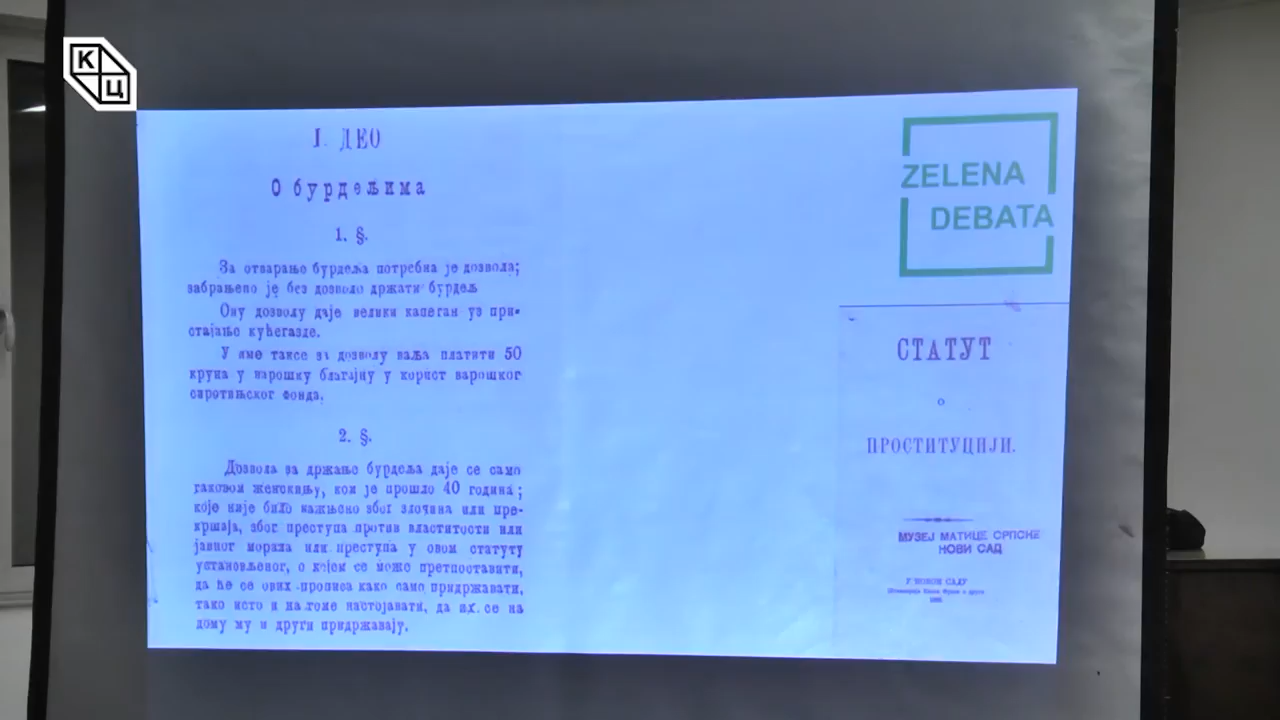 К
Ц
I. ДЕО
О бурдељима
1. §.
За отварање бурдеља потребна је дозвола;
забрањено је без дозволо држати бурдељ
Ову дозволу даје велики капетан уз при-
стајање кућегазде.
У име таксе за дозволу ваља платити 50
круна у варошку благајну у корист варошког
сиротињског фонда.
2. §.
Дозвола за држање бурдеља даје се само
таковом женскињу, кои је прошло 40 година;
које није било кажњено због злочина или пре-
кршаја, због преступа против властитости или
јавног морала или преступа у овом статуту
установљеног, о којем се може претпоставити,
да ће се ових прописа како само придржавати,
тако исто и на томе настојавати, да их се на
дому му и други придржавају.
ZELENA
DEBATA
СТАТУТ
о
ПРОСТИТУЦИЈИ.
МУЗЕЈ МАТИЦЕ СРПСКЕ
НОВИ САД
У НОВОМ САДУ